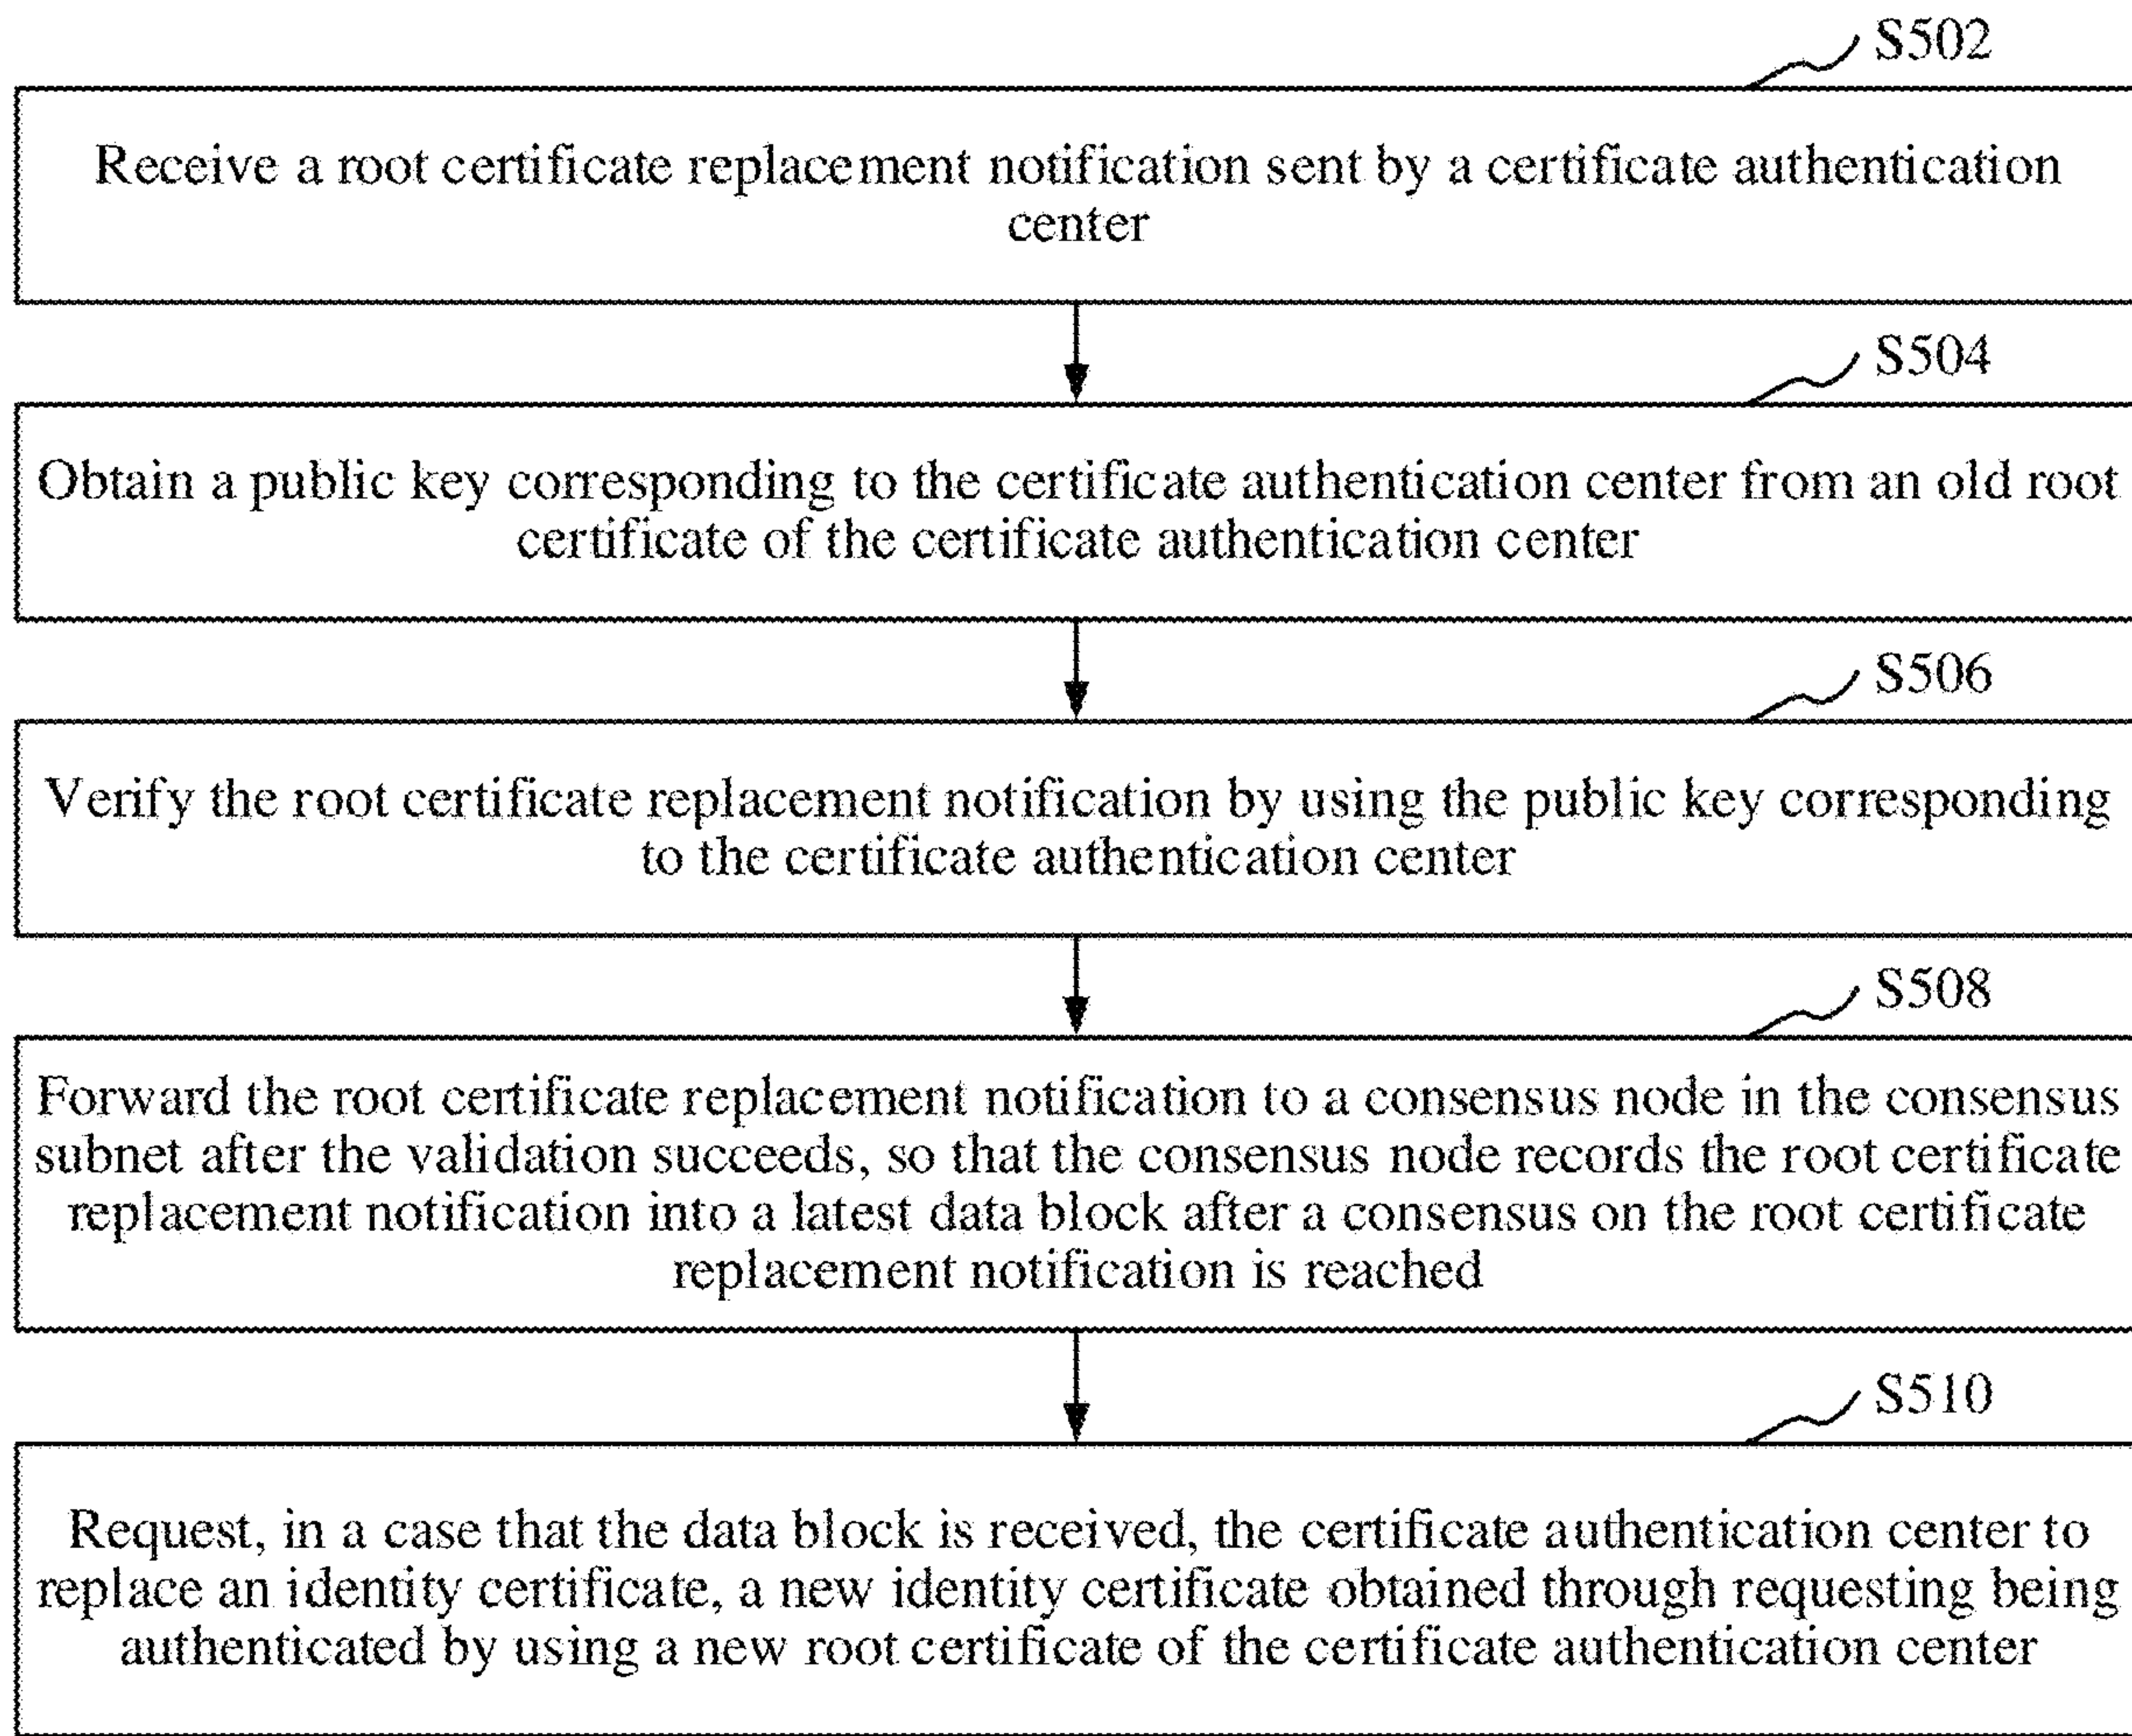 S502
Receive a root certificate replacement notification sent by a certificate authentication
center
S504
Obtain a public key corresponding to the certificate authentication center from an old root
certificate of the certificate authentication center
S506
Verify the root certificate replacement notification by using the public key corresponding
to the certificate authentication center
S508
Forward the root certificate replacement notification to a consensus node in the consensus
subnet after the validation succeeds, so that the consensus node records the root certificate
replacement notification into a latest data block after a consensus on the root certificate
replacement notification is reached
S510
Request, in a case that the data block is received, the certificate authentication center to
replace an identity certificate, a new identity certificate obtained through requesting being
authenticated by using a new root certificate of the certificate authentication center